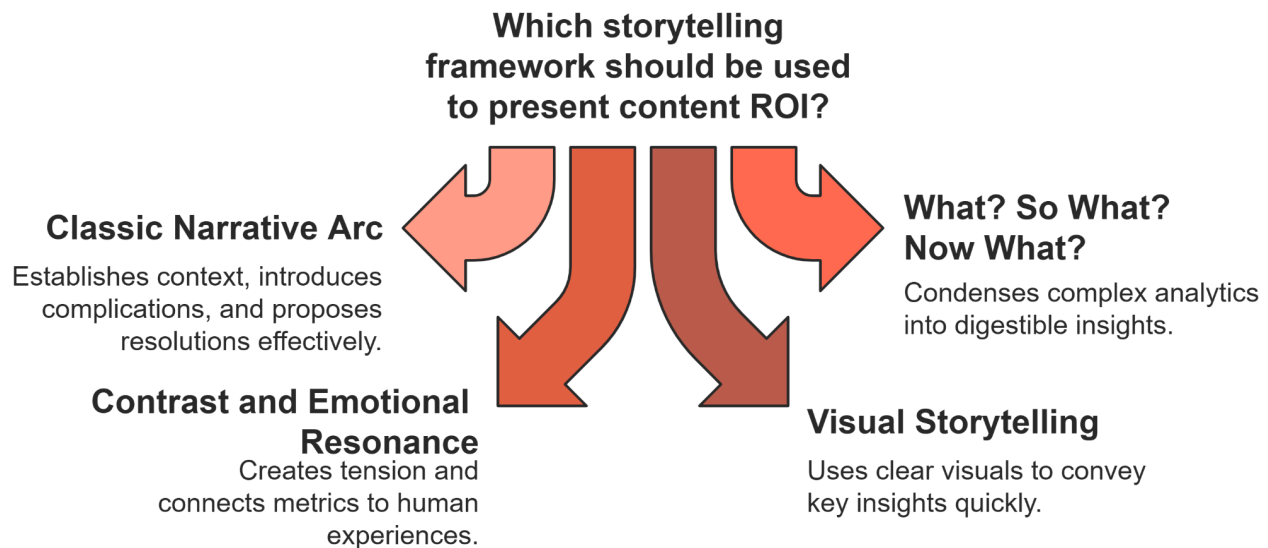 Which storytelling
framework should be used
to present content ROI?
Classic Narrative Arc
Establishes context, introduces
complications, and proposes
resolutions effectively.
Contrast and Emotional
Resonance
Creates tension and
connects metrics to human
experiences.
What? So What?
Now What?
Condenses complex analytics
into digestible insights.
Visual Storytelling
Uses clear visuals to convey
key insights quickly.